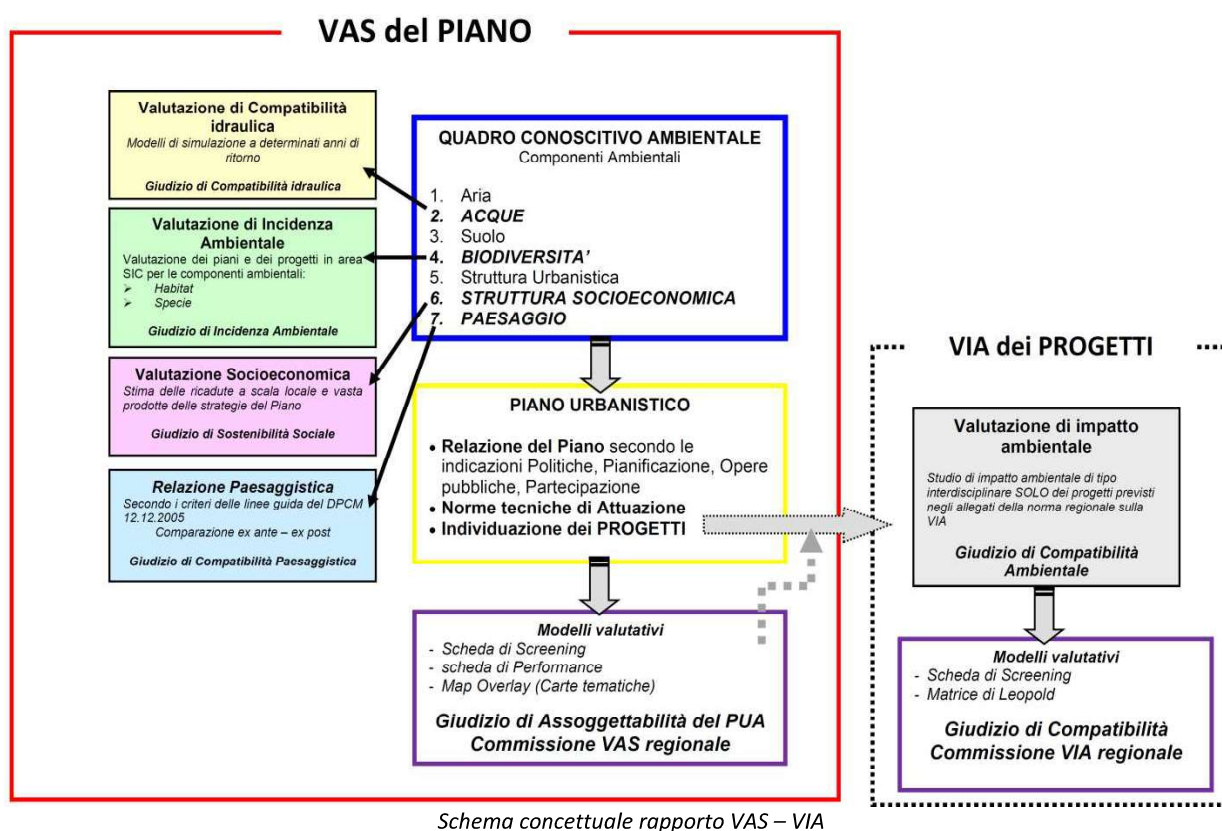 VAS del PIANO
Valutazione di Compatibilità
idraulica
Modelli di simulazione a determinati anni di
ritorno
Giudizio di Compatibilità idraulica
Valutazione di Incidenza
Ambientale
Valutazione dei piani e dei progetti in area
SIC per le componenti ambientali:
➢ Habitat
➢ Specie
Giudizio di Incidenza Ambientale
Valutazione Socioeconomica
Stima delle ricadute a scala locale e vasta
prodotte delle strategie del Piano
Giudizio di Sostenibilità Sociale
Relazione Paesaggistica
Secondo i criteri delle linee guida del DPCM
12.12.2005
Comparazione ex ante – ex post
Giudizio di Compatibilità Paesaggistica
QUADRO CONOSCITIVO AMBIENTALE
Componenti Ambientali
1. Aria
2. ACQUE
3. Suolo
4. BIODIVERSITA'
5. Struttura Urbanistica
6. STRUTTURA SOCIOECONOMICA
7. PAESAGGIO
PIANO URBANISTICO
• Relazione del Piano secondo le
indicazioni Politiche, Pianificazione, Opere
pubbliche, Partecipazione
• Norme tecniche di Attuazione
• Individuazione dei PROGETTI
Modelli valutativi
- Scheda di Screening
- scheda di Performance
- Map Overlay (Carte tematiche)
Giudizio di Assoggettabilità del PUA
Commissione VAS regionale
VIA dei PROGETTI
Valutazione di impatto
ambientale
Studio di impatto ambientale di tipo
interdisciplinare SOLO dei progetti previsti
negli allegati della norma regionale sulla
VIA
Giudizio di Compatibilità
Ambientale
Modelli valutativi
- Scheda di Screening
- Matrice di Leopold
Giudizio di Compatibilità
Commissione VIA regionale
Schema concettuale rapporto VAS – VIA